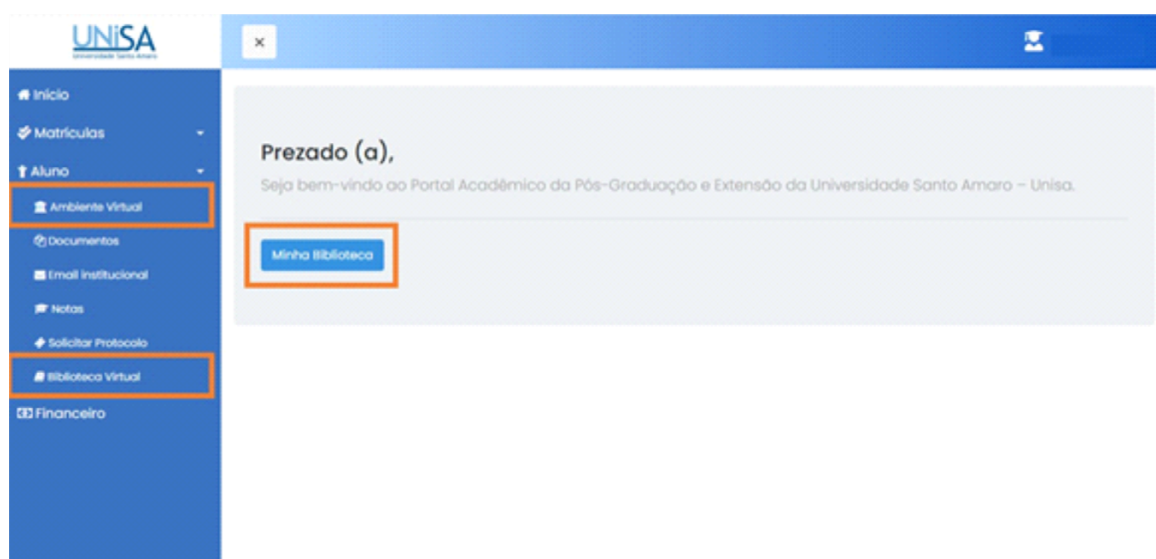 UNiSA
Universidade Santo Amaro
×
Início
Matrículas
Aluno
Ambiente Virtual
Documentos
Email institucional
Notas
Solicitar Protocolo
Biblioteca Virtual
Financeiro
Prezado (a),
Seja bem-vindo ao Portal Acadêmico da Pós-Graduação e Extensão da Universidade Santo Amaro – Unisa.
Minha Biblioteca